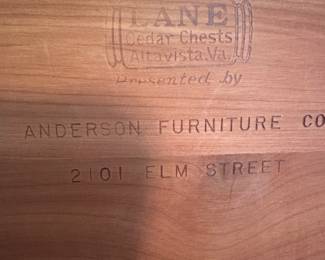 LANE
Cedar Chests
Altavista.Va.
Presented by
ANDERSON FURNITURE CO
2101 ELM STREET